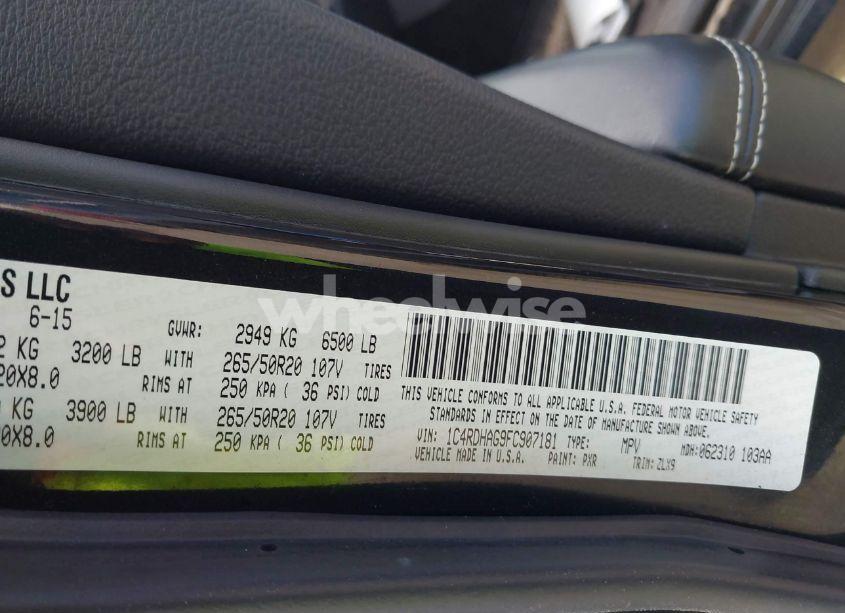 S LLC
6-15 GVWR: 2949 KG 6500 LB
KG 3200 LB WITH 265/50R20 107V TIRES
20X8.0 RIMS AT 250 KPA ( 36 PSI) COLD
KG 3900 LB WITH 265/50R20 107V TIRES
0X8.0 RIMS AT 250 KPA ( 36 PSI) COLD
THIS VEHICLE CONFORMS TO ALL APPLICABLE U.S.A. FEDERAL MOTOR VEHICLE SAFETY
STANDARDS IN EFFECT ON THE DATE OF MANUFACTURE SHOWN ABOVE.
VIN: 1C4RDHAG9FC907181 TYPE: MPV MDH:062310 103AA
VEHICLE MADE IN U.S.A. PAINT: PXR TRIM: ZLX9
wheelwise